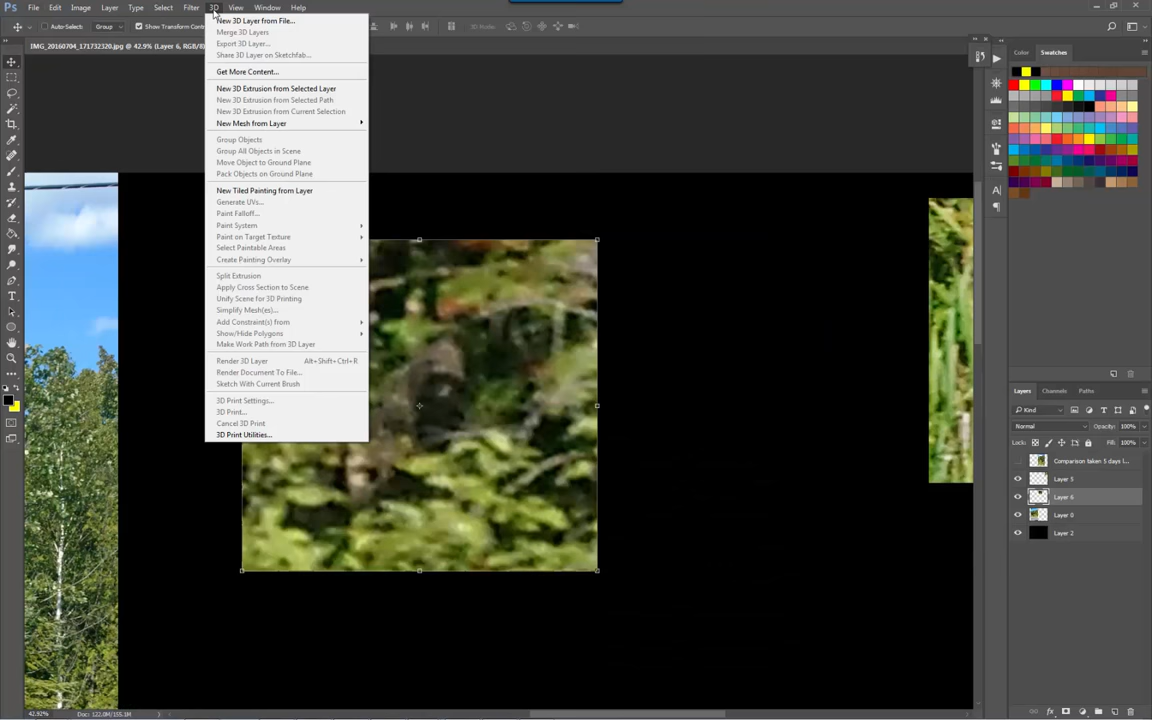 Ps File Edit Image Layer Type Select Filter 3D View Window Help
Auto-Select: Group Show Transform Cont
IMG_20160704_171732320.jpg @ 42.9% (Layer 6, RGB/8)
New 3D Layer from File...
Merge 3D Layers
Export 3D Layer...
Share 3D Layer on Sketchfab...
Get More Content...
New 3D Extrusion from Selected Layer
New 3D Extrusion from Selected Path
New 3D Extrusion from Current Selection
New Mesh from Layer
Group Objects
Group All Objects in Scene
Move Object to Ground Plane
Pack Objects on Ground Plane
New Tiled Painting from Layer
Generate UVs...
Paint Falloff...
Paint System
Paint on Target Texture
Select Paintable Areas
Create Painting Overlay
Split Extrusion
Apply Cross Section to Scene
Unify Scene for 3D Printing
Simplify Mesh(es)...
Add Constraint(s) from
Show/Hide Polygons
Make Work Path from 3D Layer
Render 3D Layer Alt+Shift+Ctrl+R
Render Document To File...
Sketch With Current Brush
3D Print Settings...
3D Print...
Cancel 3D Print
3D Print Utilities...
Color Swatches
Layers Channels Paths
Kind
Normal Opacity: 100%
Lock: Fill: 100%
Comparison taken 5 days l...
Layer 5
Layer 6
Layer 0
Layer 2
42.92% Doc: 122.0M/155.1M